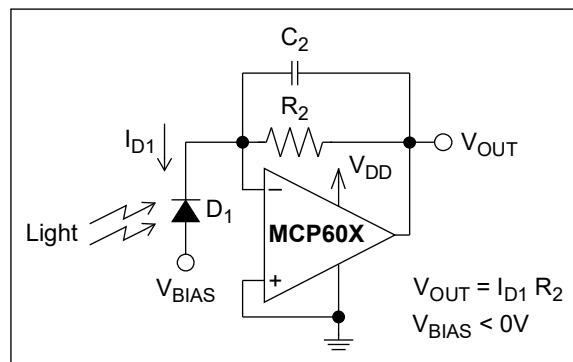 C2
R2
ID1
VOUT
VDD
−
D1
MCP60X
Light
+
VBIAS
VOUT = ID1 R2
VBIAS < 0V